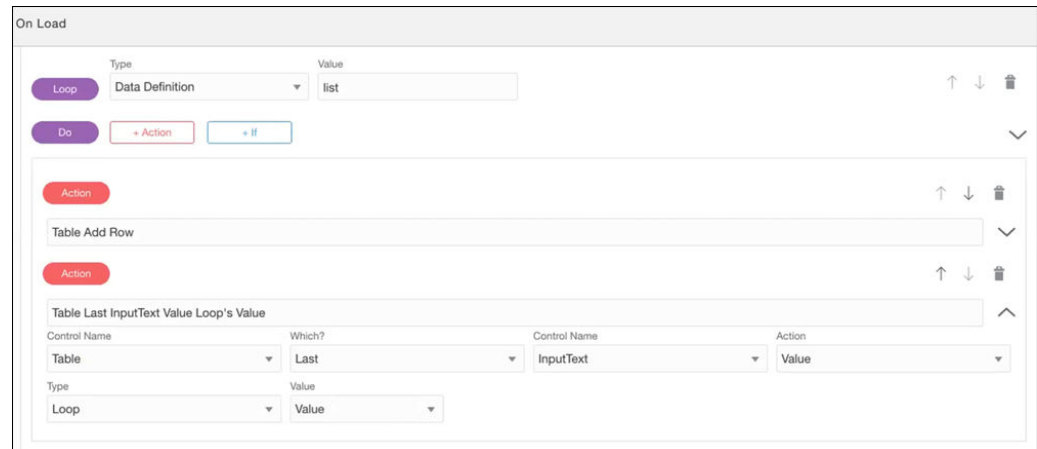 On Load
Type Value
Loop Data Definition list
Do + Action + If
Action
Table Add Row
Action
Table Last InputText Value Loop's Value
Control Name Which? Control Name Action
Table Last InputText Value
Type Value
Loop Value